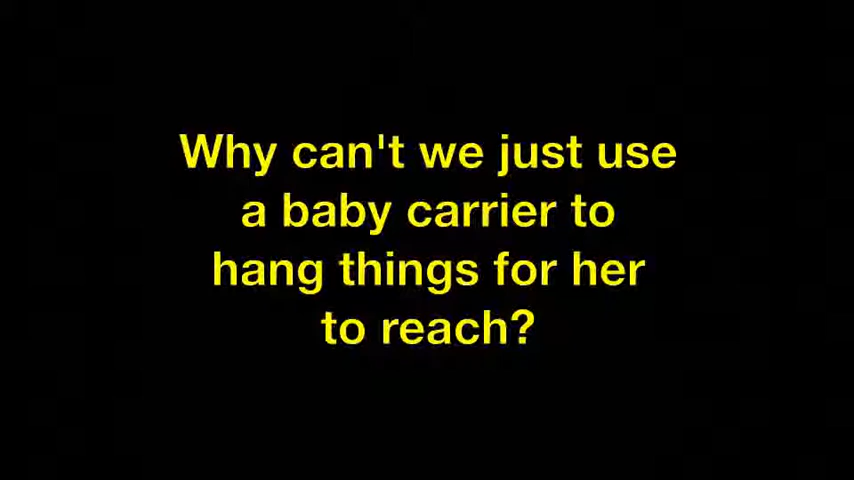 Why can't we just use
a baby carrier to
hang things for her
to reach?